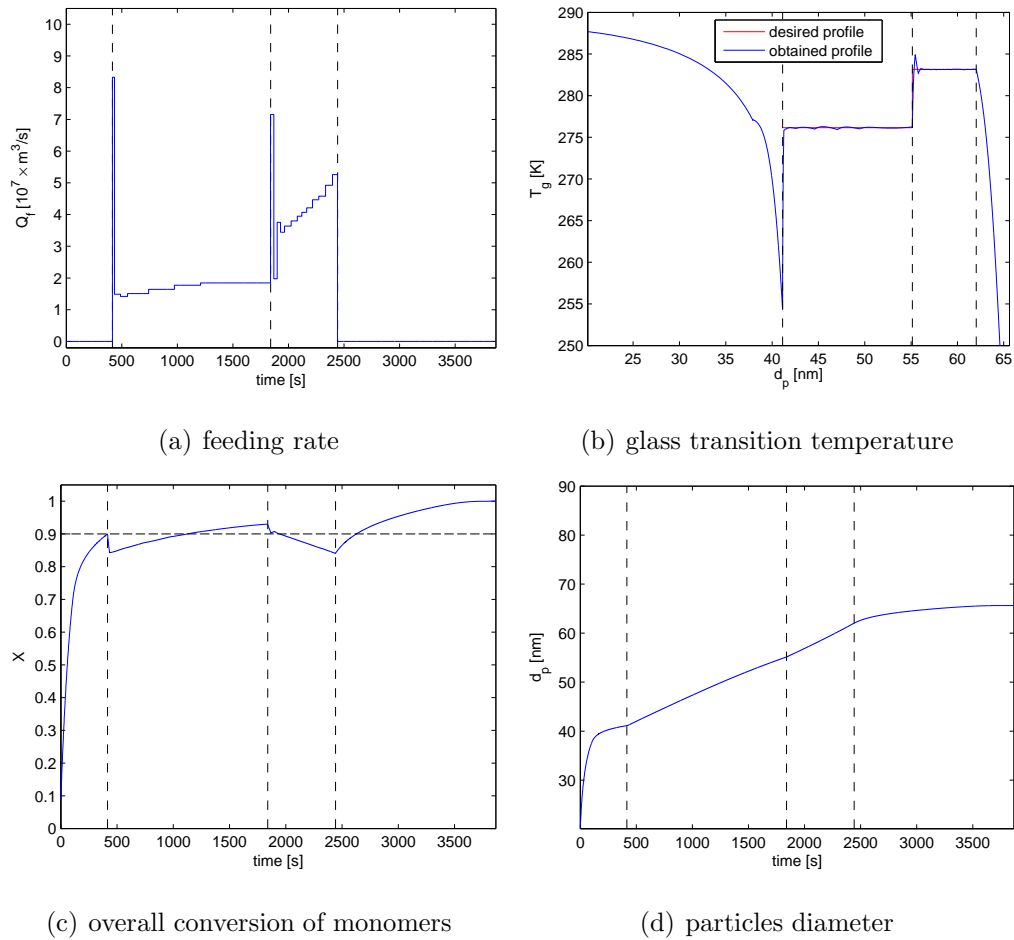 10
9
8
7
6
5
4
3
2
1
0
Q_f [10^7 × m^3/s]
0 500 1000 1500 2000 2500 3000 3500
time [s]
(a) feeding rate
290
285
280
275
270
265
260
255
250
T_g [K]
desired profile
obtained profile
25 30 35 40 45 50 55 60 65
d_p [nm]
(b) glass transition temperature
1
0.9
0.8
0.7
0.6
0.5
0.4
0.3
0.2
0.1
0
X
0 500 1000 1500 2000 2500 3000 3500
time [s]
(c) overall conversion of monomers
90
80
70
60
50
40
30
d_p [nm]
0 500 1000 1500 2000 2500 3000 3500
time [s]
(d) particles diameter